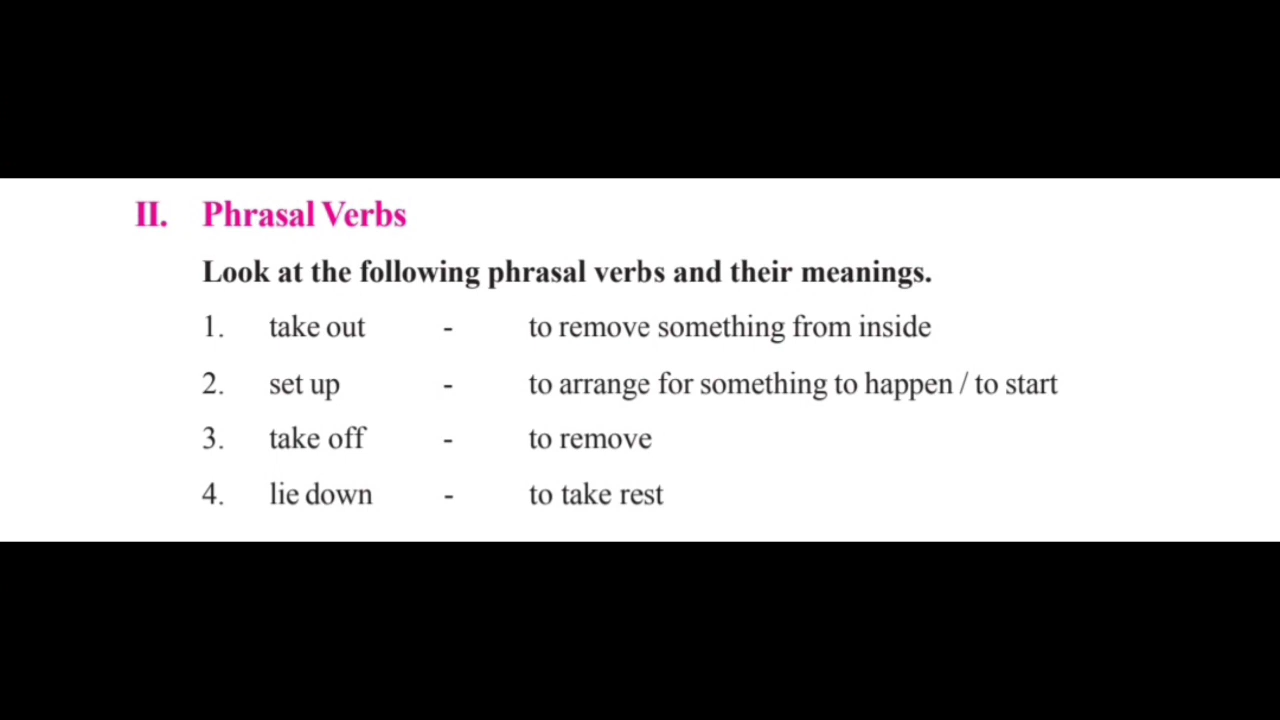 II. Phrasal Verbs
Look at the following phrasal verbs and their meanings.
1. take out - to remove something from inside
2. set up - to arrange for something to happen / to start
3. take off - to remove
4. lie down - to take rest